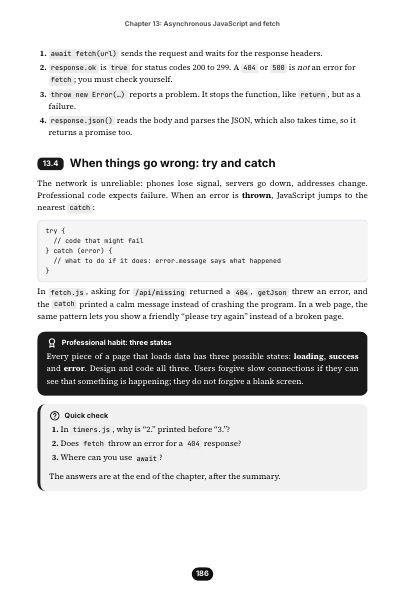 Chapter 13: Asynchronous JavaScript and fetch
1. await fetch(url) sends the request and waits for the response headers.
2. response.ok is true for status codes 200 to 299. A 404 or 500 is not an error for
fetch; you must check yourself.
3. throw new Error(…) reports a problem. It stops the function, like return, but as a
failure.
4. response.json() reads the body and parses the JSON, which also takes time, so it
returns a promise too.
13.4 When things go wrong: try and catch
The network is unreliable: phones lose signal, servers go down, addresses change.
Professional code expects failure. When an error is thrown, JavaScript jumps to the
nearest catch:
try {
  // code that might fail
} catch (error) {
  // what to do if it does: error.message says what happened
}
In fetch.js, asking for /api/missing returned a 404, getJson threw an error, and
the catch printed a calm message instead of crashing the program. In a web page, the
same pattern lets you show a friendly “please try again” instead of a broken page.
Professional habit: three states
Every piece of a page that loads data has three possible states: loading, success
and error. Design and code all three. Users forgive slow connections if they can
see that something is happening; they do not forgive a blank screen.
Quick check
1. In timers.js, why is “2.” printed before “3.”?
2. Does fetch throw an error for a 404 response?
3. Where can you use await?
The answers are at the end of the chapter, after the summary.
186